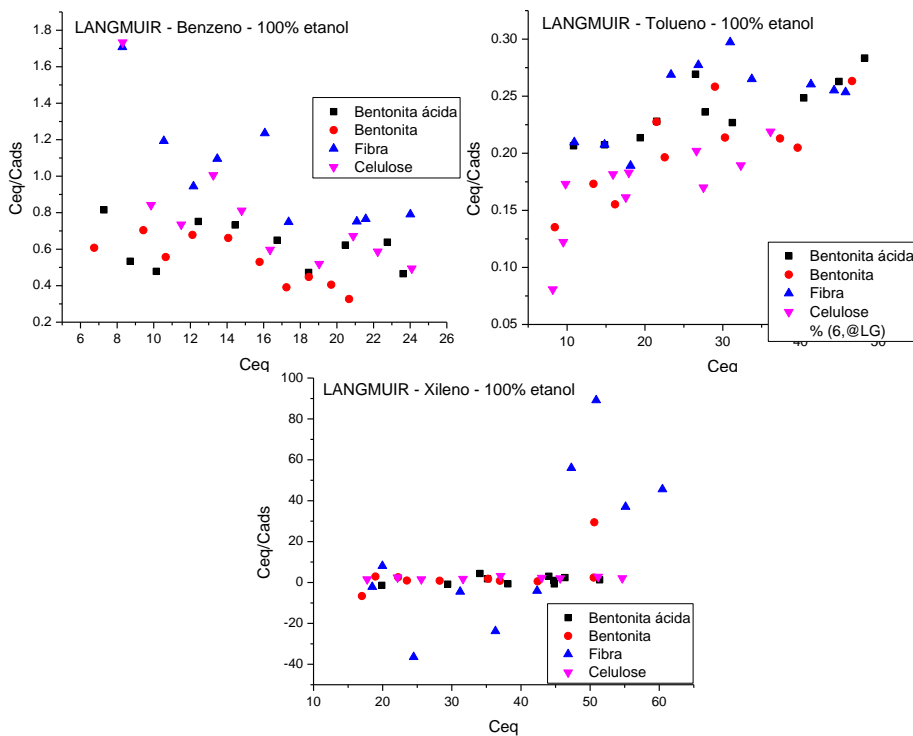 LANGMUIR - Benzeno - 100% etanol
1.8
1.6
1.4
1.2
1.0
0.8
0.6
0.4
0.2
Ceq/Cads
Bentonita ácida
Bentonita
Fibra
Celulose
6 8 10 12 14 16 18 20 22 24 26
Ceq
LANGMUIR - Tolueno - 100% etanol
0.30
0.25
0.20
0.15
0.10
0.05
Ceq/Cads
Bentonita ácida
Bentonita
Fibra
Celulose
% (6,@LG)
10 20 30 40 50
Ceq
LANGMUIR - Xileno - 100% etanol
100
80
60
40
20
0
-20
-40
Ceq/Cads
Bentonita ácida
Bentonita
Fibra
Celulose
10 20 30 40 50 60
Ceq